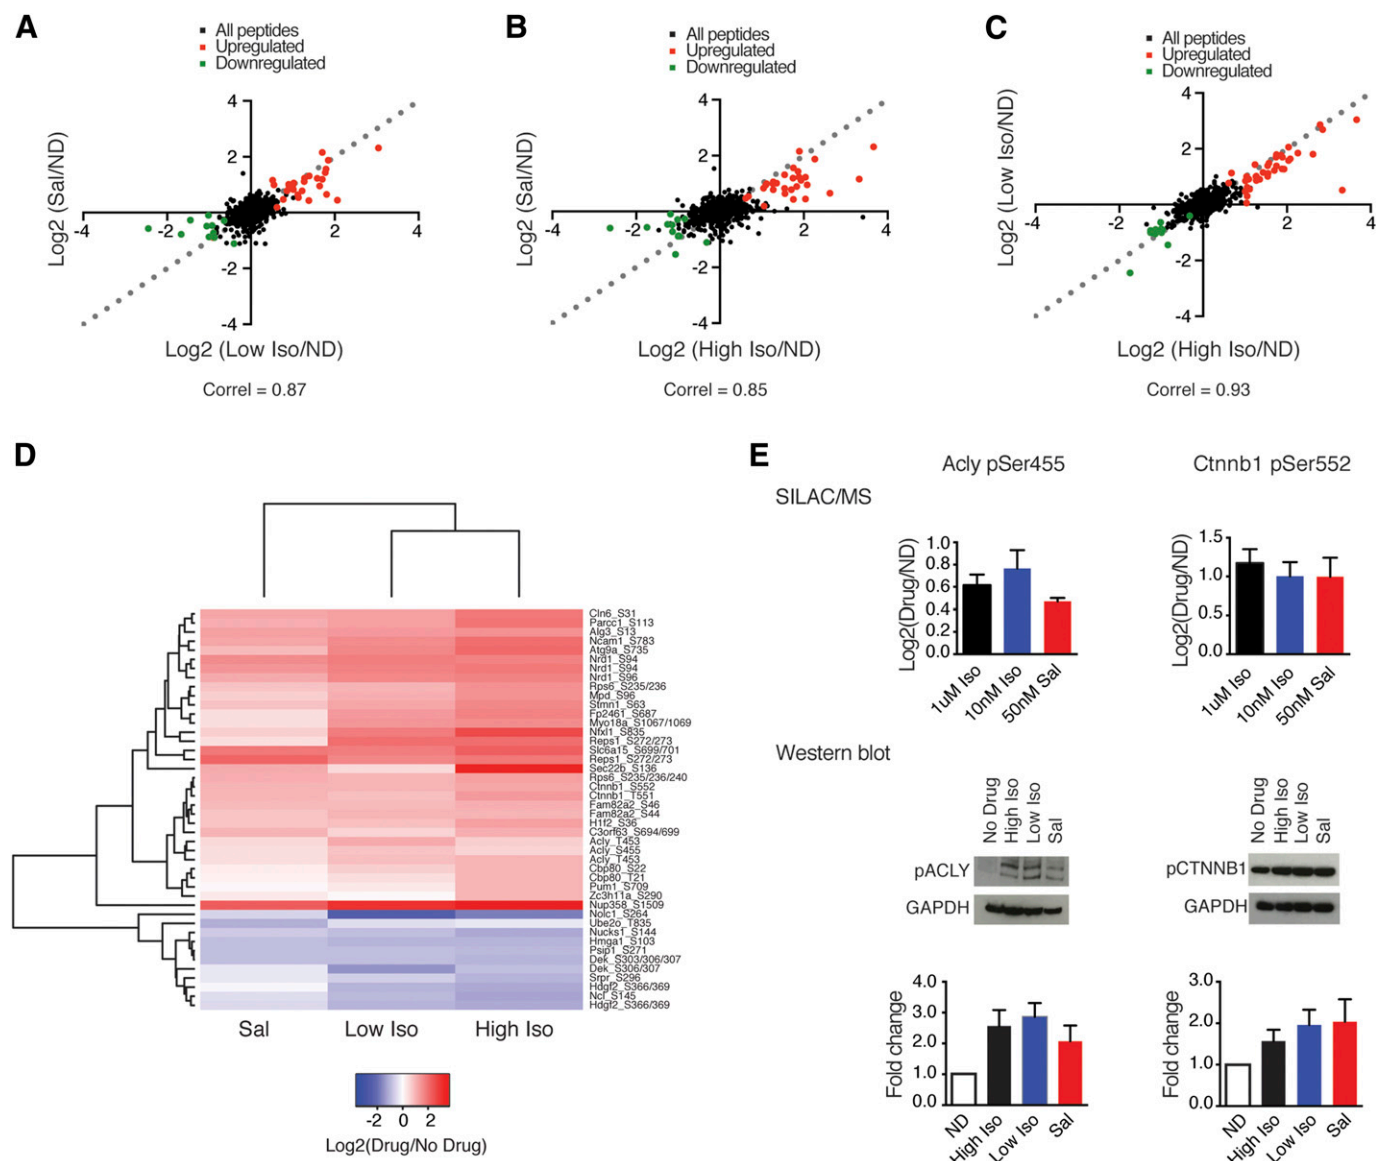 A
All peptides
Upregulated
Downregulated
Log2 (Sal/ND)
4
2
-4
-2
2
4
-2
-4
Log2 (Low Iso/ND)
Correl = 0.87
B
All peptides
Upregulated
Downregulated
Log2 (Sal/ND)
4
2
-4
-2
2
4
-2
-4
Log2 (High Iso/ND)
Correl = 0.85
C
All peptides
Upregulated
Downregulated
Log2 (Low Iso/ND)
4
2
-4
-2
2
4
-2
-4
Log2 (High Iso/ND)
Correl = 0.93
D
Cln6_S31
Parcc1_S113
Alg3_S13
Ncam1_S783
Atg9a_S735
Nrd1_S94
Nrd1_S94
Nrd1_S96
Rps6_S235/236
Mpd_S96
Stmn1_S63
Fp2461_S687
Myo18a_S1067/1069
Nfxl1_S835
Reps1_S272/273
Slc6a15_S699/701
Reps1_S272/273
Sec22b_S136
Rps6_S235/236/240
Ctnnb1_S552
Ctnnb1_T551
Fam82a2_S46
Fam82a2_S44
H1f2_S36
C3orf63_S694/699
Acly_T453
Acly_S455
Acly_T453
Cbp80_S22
Cbp80_T21
Pum1_S709
Zc3h11a_S290
Nup358_S1509
Nolc1_S264
Ube2o_T835
Nucks1_S144
Hmga1_S103
Psip1_S271
Dek_S303/306/307
Dek_S306/307
Srpr_S296
Hdgf2_S366/369
Ncl_S145
Hdgf2_S366/369
Sal
Low Iso
High Iso
-2
0
2
Log2(Drug/No Drug)
E
Acly pSer455
Ctnnb1 pSer552
SILAC/MS
Log2(Drug/ND)
1.0
0.8
0.6
0.4
0.2
0.0
1uM Iso
10nM Iso
50nM Sal
Log2(Drug/ND)
1.5
1.0
0.5
0.0
1uM Iso
10nM Iso
50nM Sal
Western blot
No Drug
High Iso
Low Iso
Sal
pACLY
GAPDH
No Drug
High Iso
Low Iso
Sal
pCTNNB1
GAPDH
Fold change
4.0
3.0
2.0
1.0
0.0
ND
High Iso
Low Iso
Sal
Fold change
3.0
2.0
1.0
0.0
ND
High Iso
Low Iso
Sal